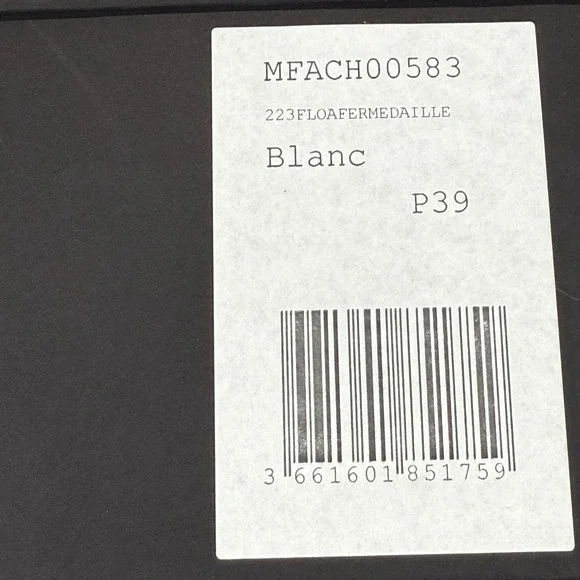 MFACH00583
223FLOAFERMEDAILLE
Blanc
P39
3 661601 851759